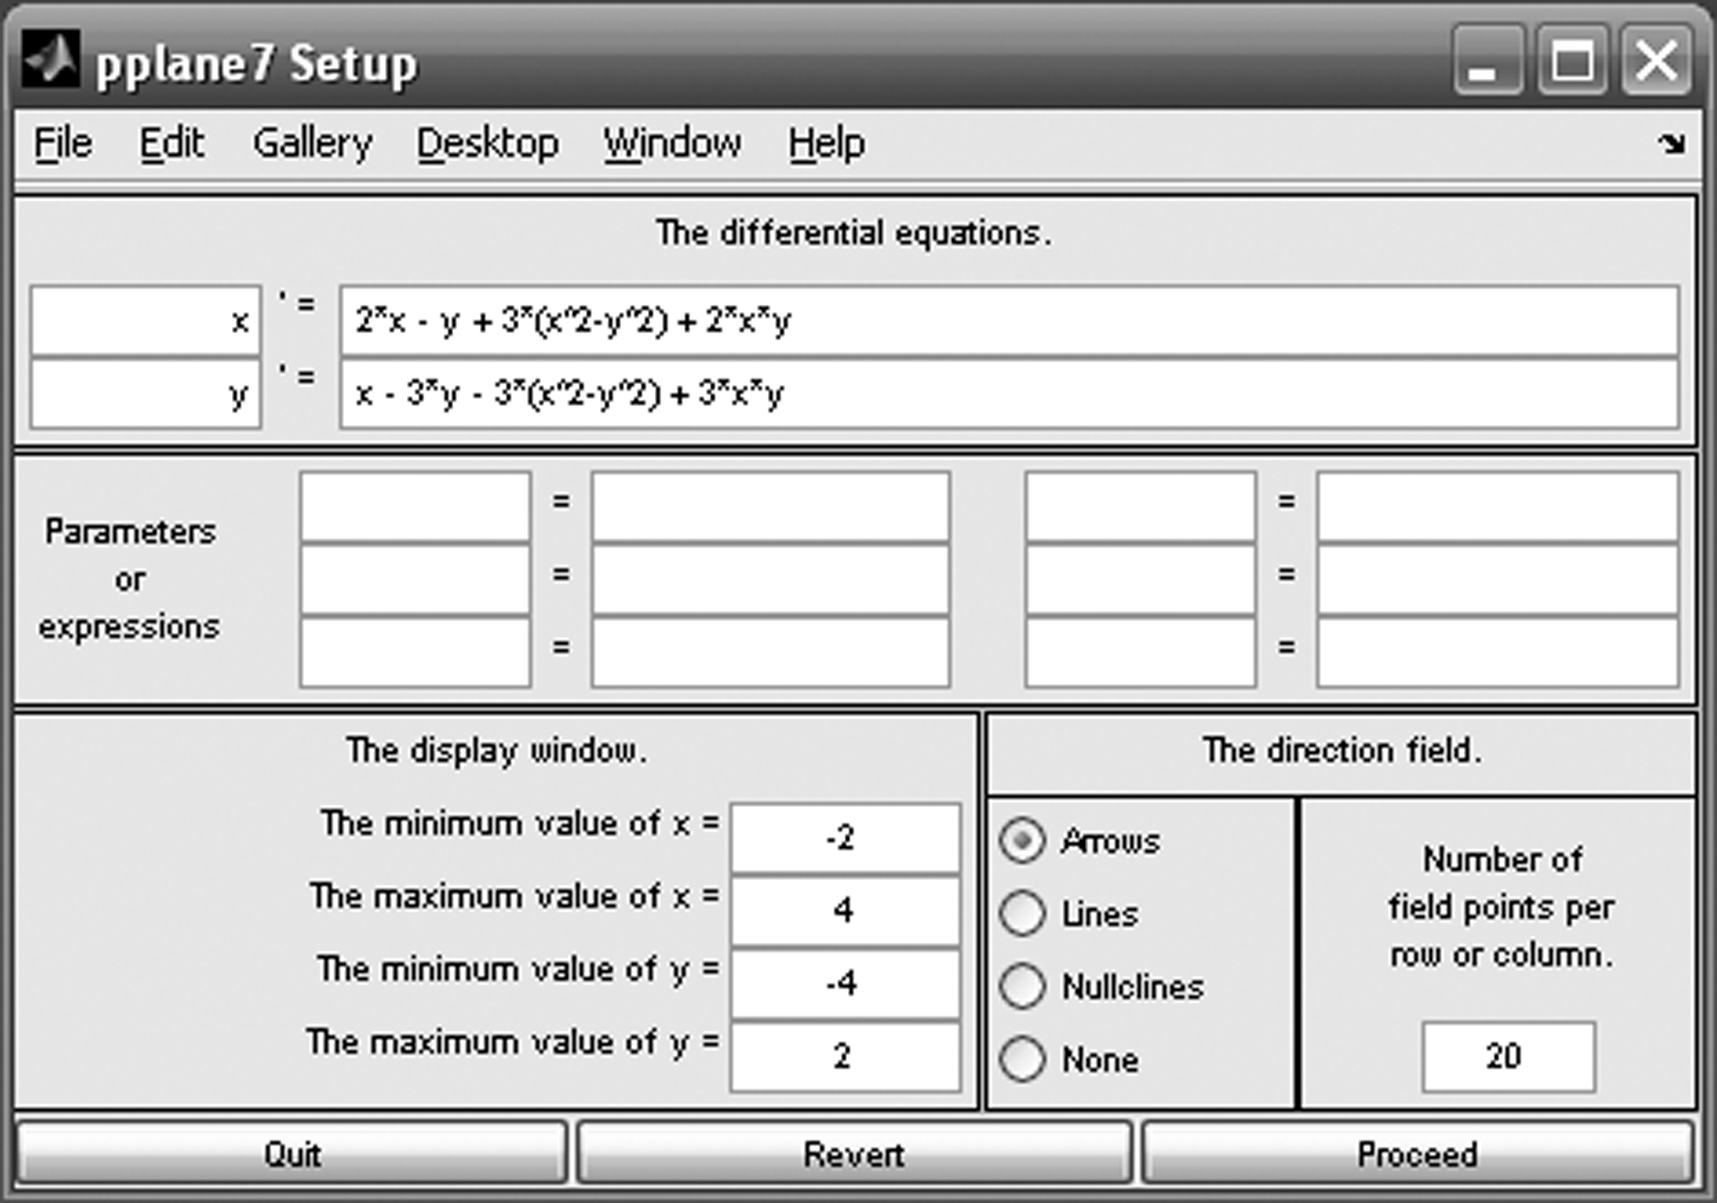 pplane7 Setup
File Edit Gallery Desktop Window Help
The differential equations.
x ' = 2*x - y + 3*(x^2-y^2) + 2*x*y
y ' = x - 3*y - 3*(x^2-y^2) + 3*x*y
Parameters
or
expressions
= =
= =
= =
The display window.
The minimum value of x = -2
The maximum value of x = 4
The minimum value of y = -4
The maximum value of y = 2
The direction field.
Arrows
Lines
Nullclines
None
Number of
field points per
row or column.
20
Quit Revert Proceed